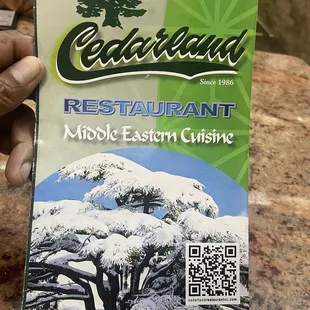 Cedarland
Since 1986
RESTAURANT
Middle Eastern Cuisine